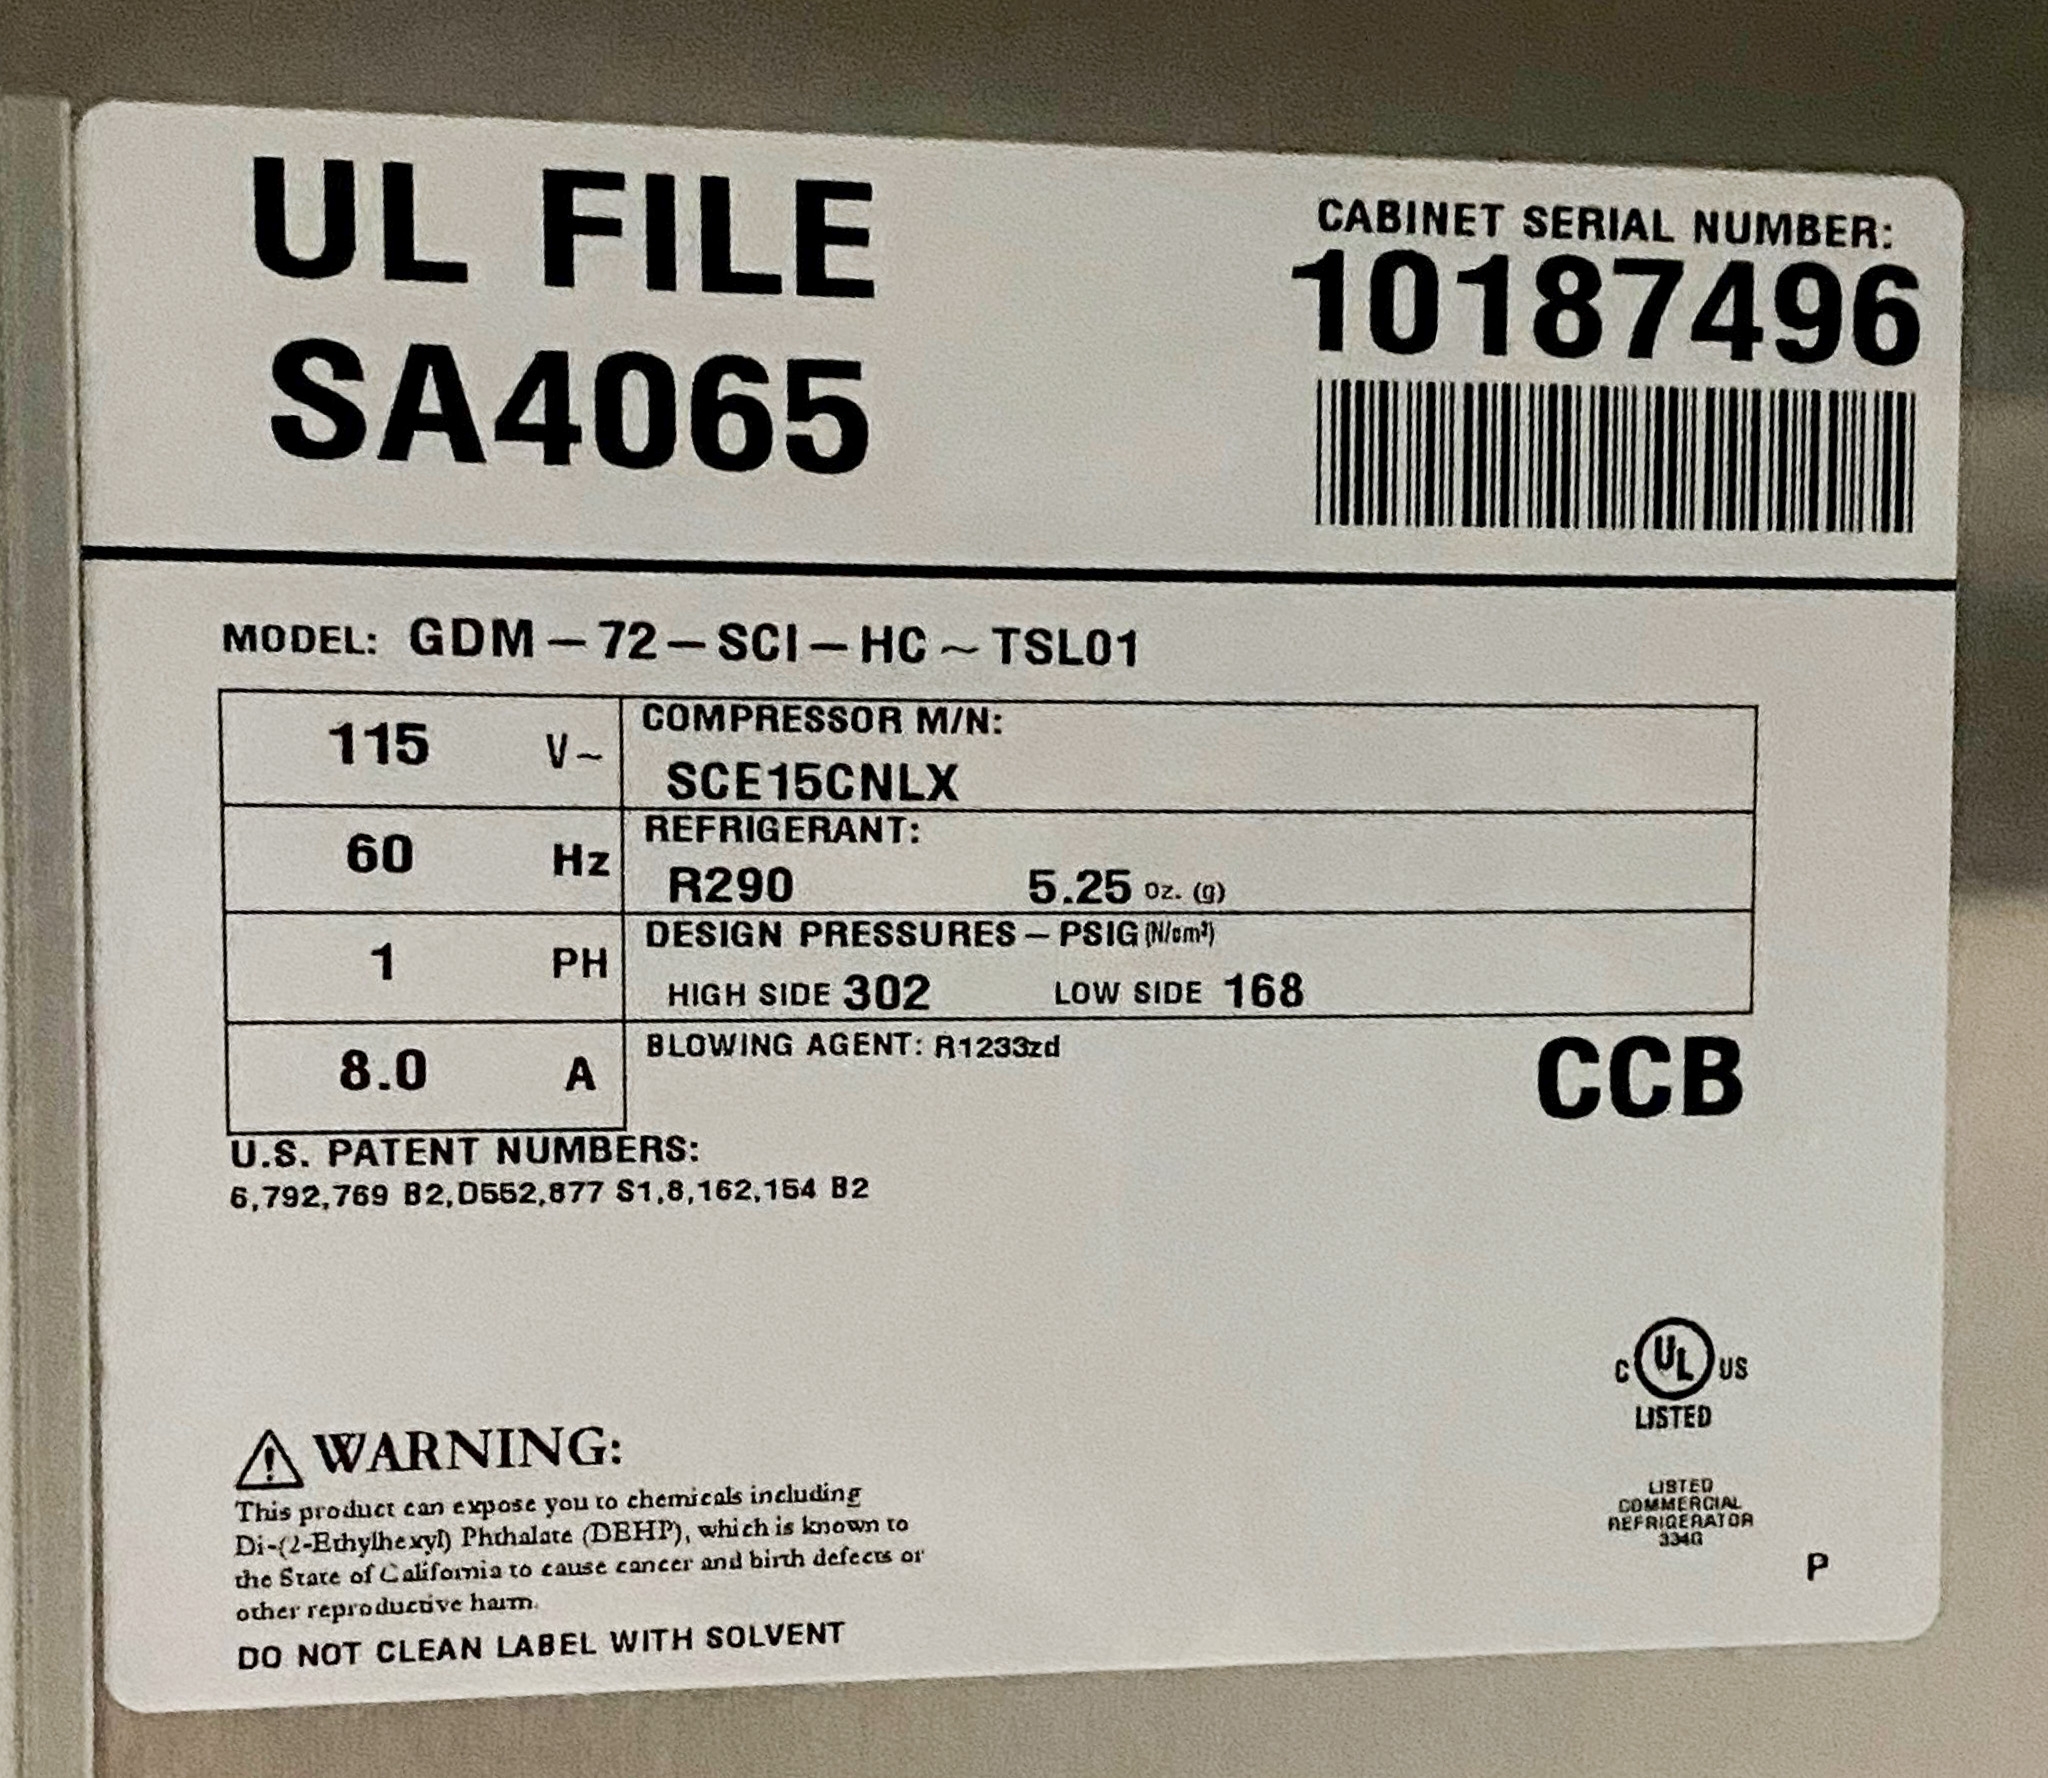 UL FILE
SA4065
CABINET SERIAL NUMBER:
10187496
MODEL: GDM-72-SCI-HC~TSL01
115 V~
COMPRESSOR M/N:
SCE15CNLX
60 Hz
REFRIGERANT:
R290 5.25 Oz. (g)
1 PH
DESIGN PRESSURES - PSIG (N/cm²)
HIGH SIDE 302 LOW SIDE 168
8.0 A
BLOWING AGENT: R1233zd
CCB
U.S. PATENT NUMBERS:
6,792,769 B2,D552,877 S1,8,162,154 B2
C UL US
LISTED
LISTED
COMMERCIAL
REFRIGERATOR
334G
P
WARNING:
This product can expose you to chemicals including
Di-(2-Ethylhexyl) Phthalate (DEHP), which is known to
the State of California to cause cancer and birth defects or
other reproductive harm.
DO NOT CLEAN LABEL WITH SOLVENT